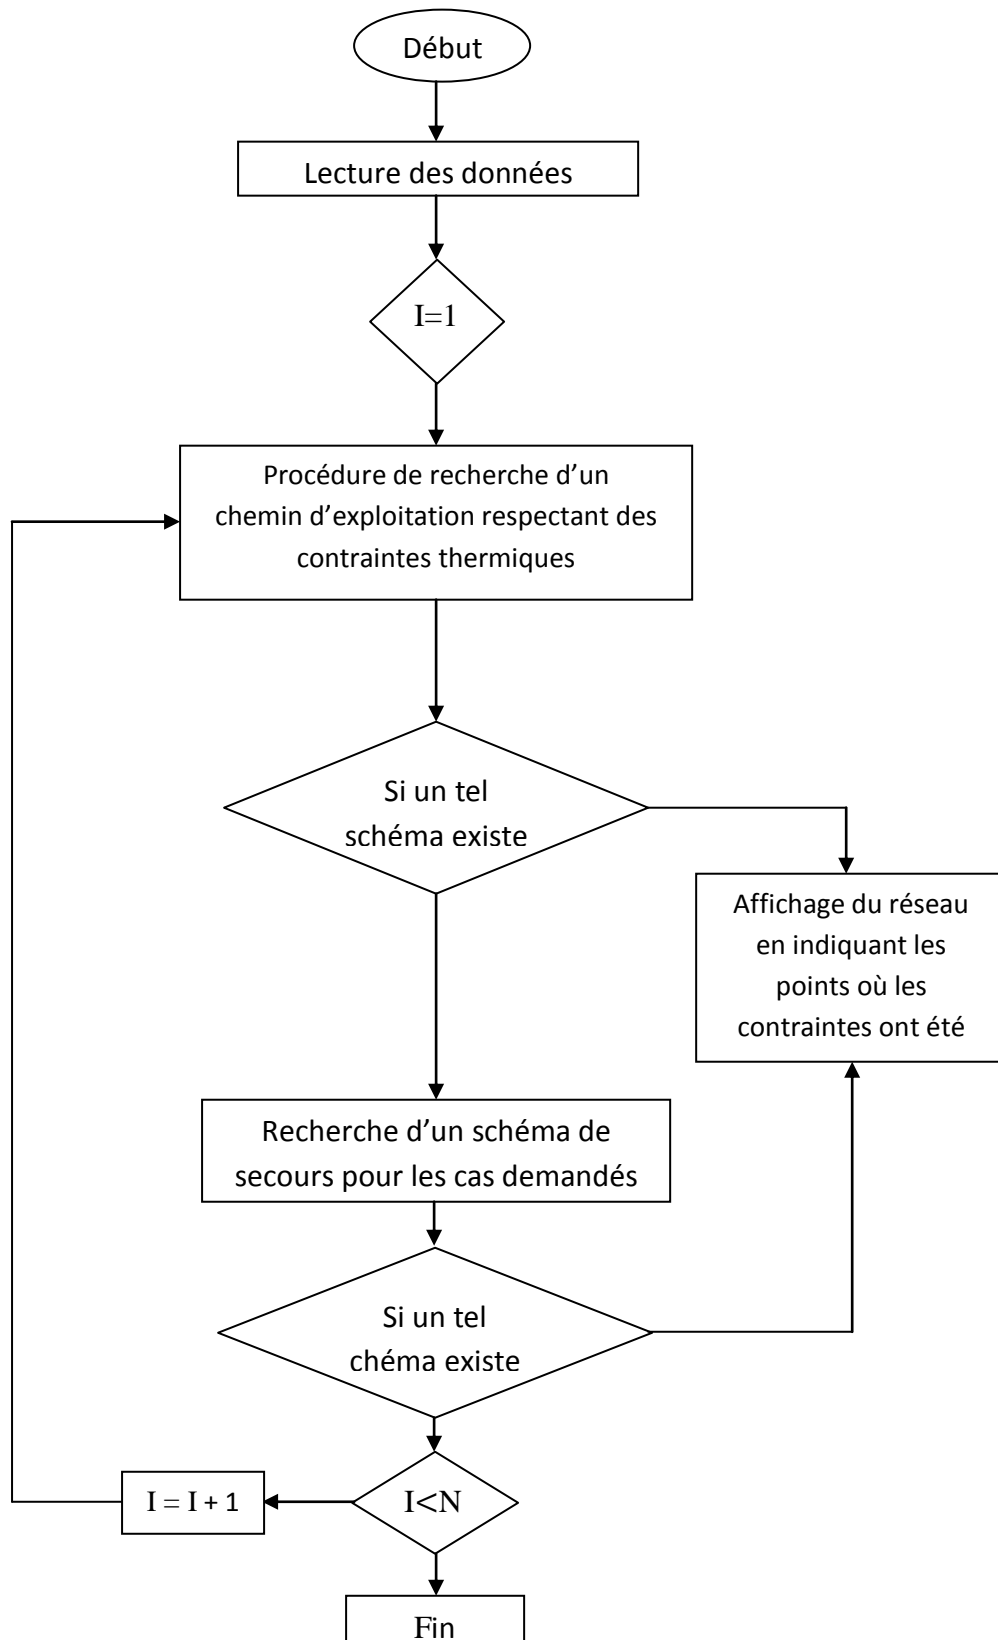 Début
Lecture des données
I=1
Procédure de recherche d’un
chemin d’exploitation respectant des
contraintes thermiques
Si un tel
schéma existe
Affichage du réseau
en indiquant les
points où les
contraintes ont été
Recherche d’un schéma de
secours pour les cas demandés
Si un tel
chéma existe
I<N
I = I + 1
Fin